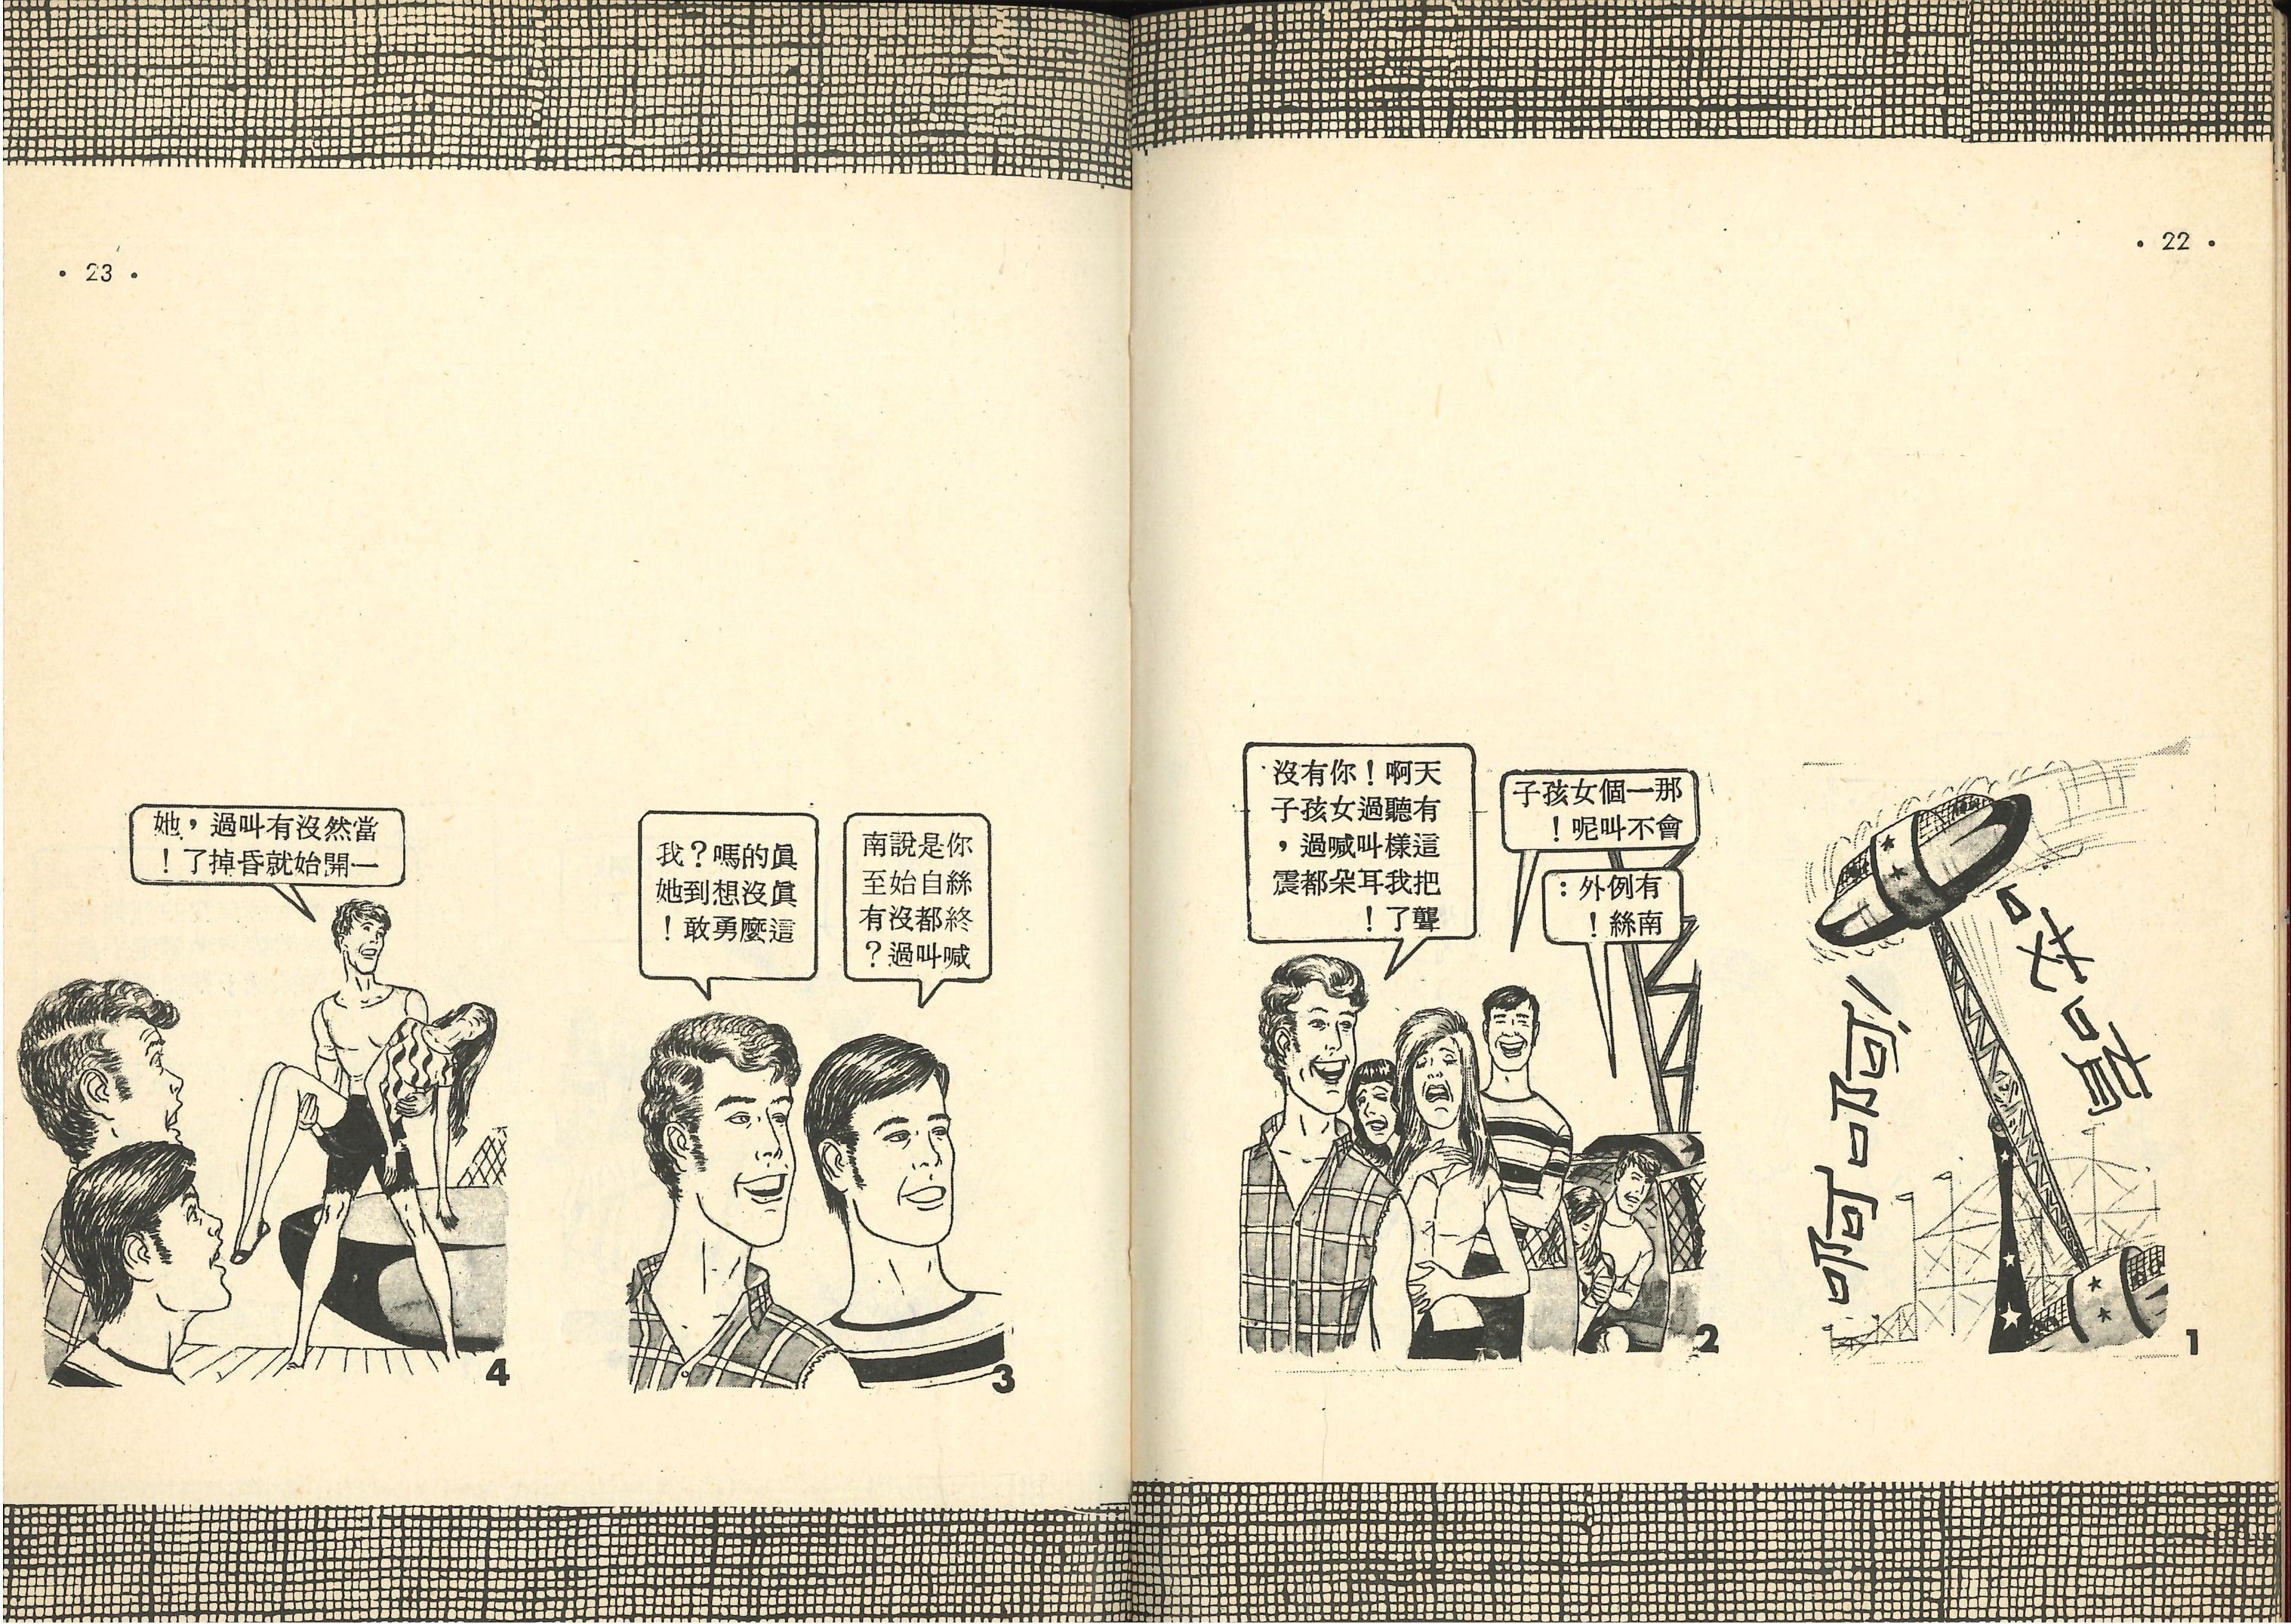 • 22 •
天啊！你有沒
有聽過女孩子
這樣叫喊過，
把我耳朵都震
聾了！
那一個女孩子
會不叫呢！
有例外：
南絲！
1
2
• 23 •
你是說南
絲自始至
終都沒有
喊叫過？
眞的嗎？我
眞沒想到她
這麼勇敢！
3
當然沒有叫過，她
一開始就昏掉了！
4